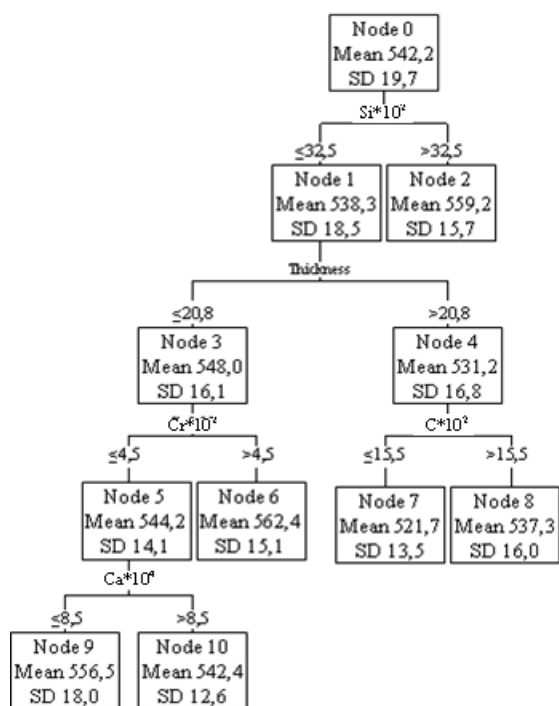 Node 0
Mean 542,2
SD 19,7
Si*10²
≤32,5
>32,5
Node 1
Mean 538,3
SD 18,5
Node 2
Mean 559,2
SD 15,7
Thickness
≤20,8
>20,8
Node 3
Mean 548,0
SD 16,1
Node 4
Mean 531,2
SD 16,8
Cr*10²
C*10²
≤4,5
>4,5
≤15,5
>15,5
Node 5
Mean 544,2
SD 14,1
Node 6
Mean 562,4
SD 15,1
Node 7
Mean 521,7
SD 13,5
Node 8
Mean 537,3
SD 16,0
Ca*10⁴
≤8,5
>8,5
Node 9
Mean 556,5
SD 18,0
Node 10
Mean 542,4
SD 12,6